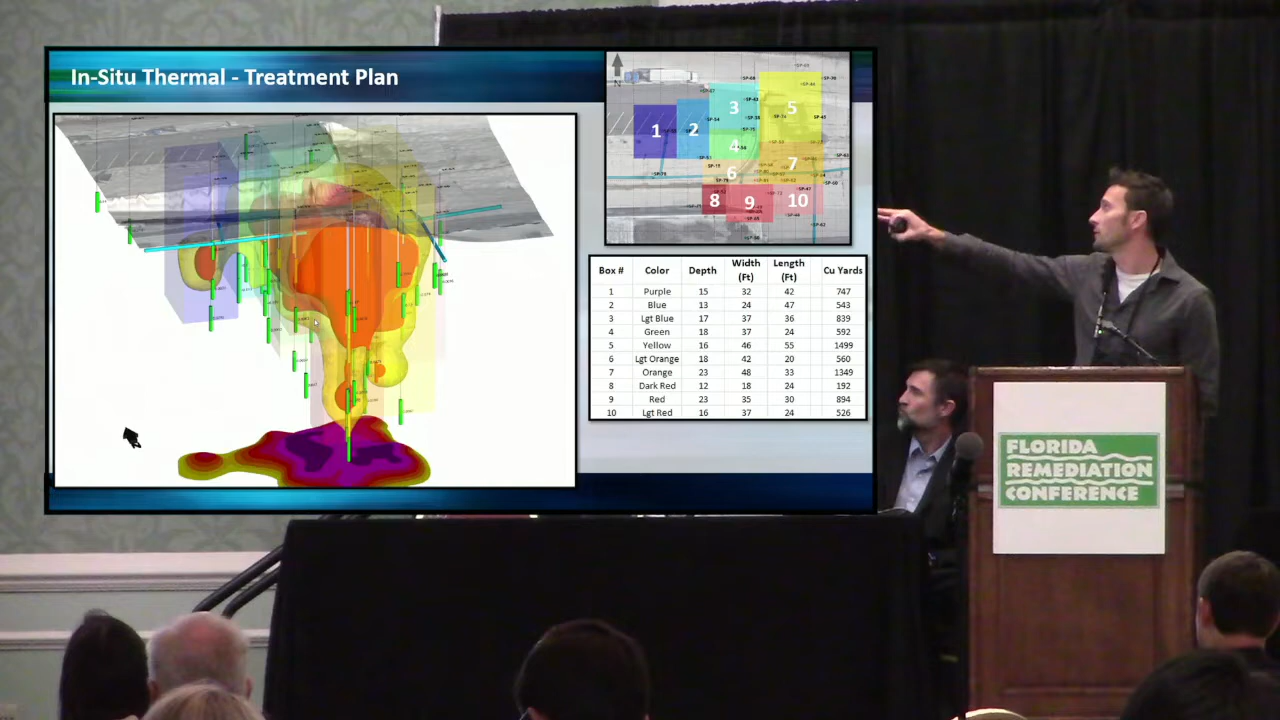 In-Situ Thermal - Treatment Plan
N
1
2
3
4
5
6
7
8
9
10
Box # Color Depth Width (Ft) Length (Ft) Cu Yards
1 Purple 15 32 42 747
2 Blue 13 24 47 543
3 Lgt Blue 17 37 36 839
4 Green 18 37 24 592
5 Yellow 16 46 55 1499
6 Lgt Orange 18 42 20 560
7 Orange 23 48 33 1349
8 Dark Red 12 18 24 192
9 Red 23 35 30 894
10 Lgt Red 16 37 24 526
FLORIDA
REMEDIATION
CONFERENCE